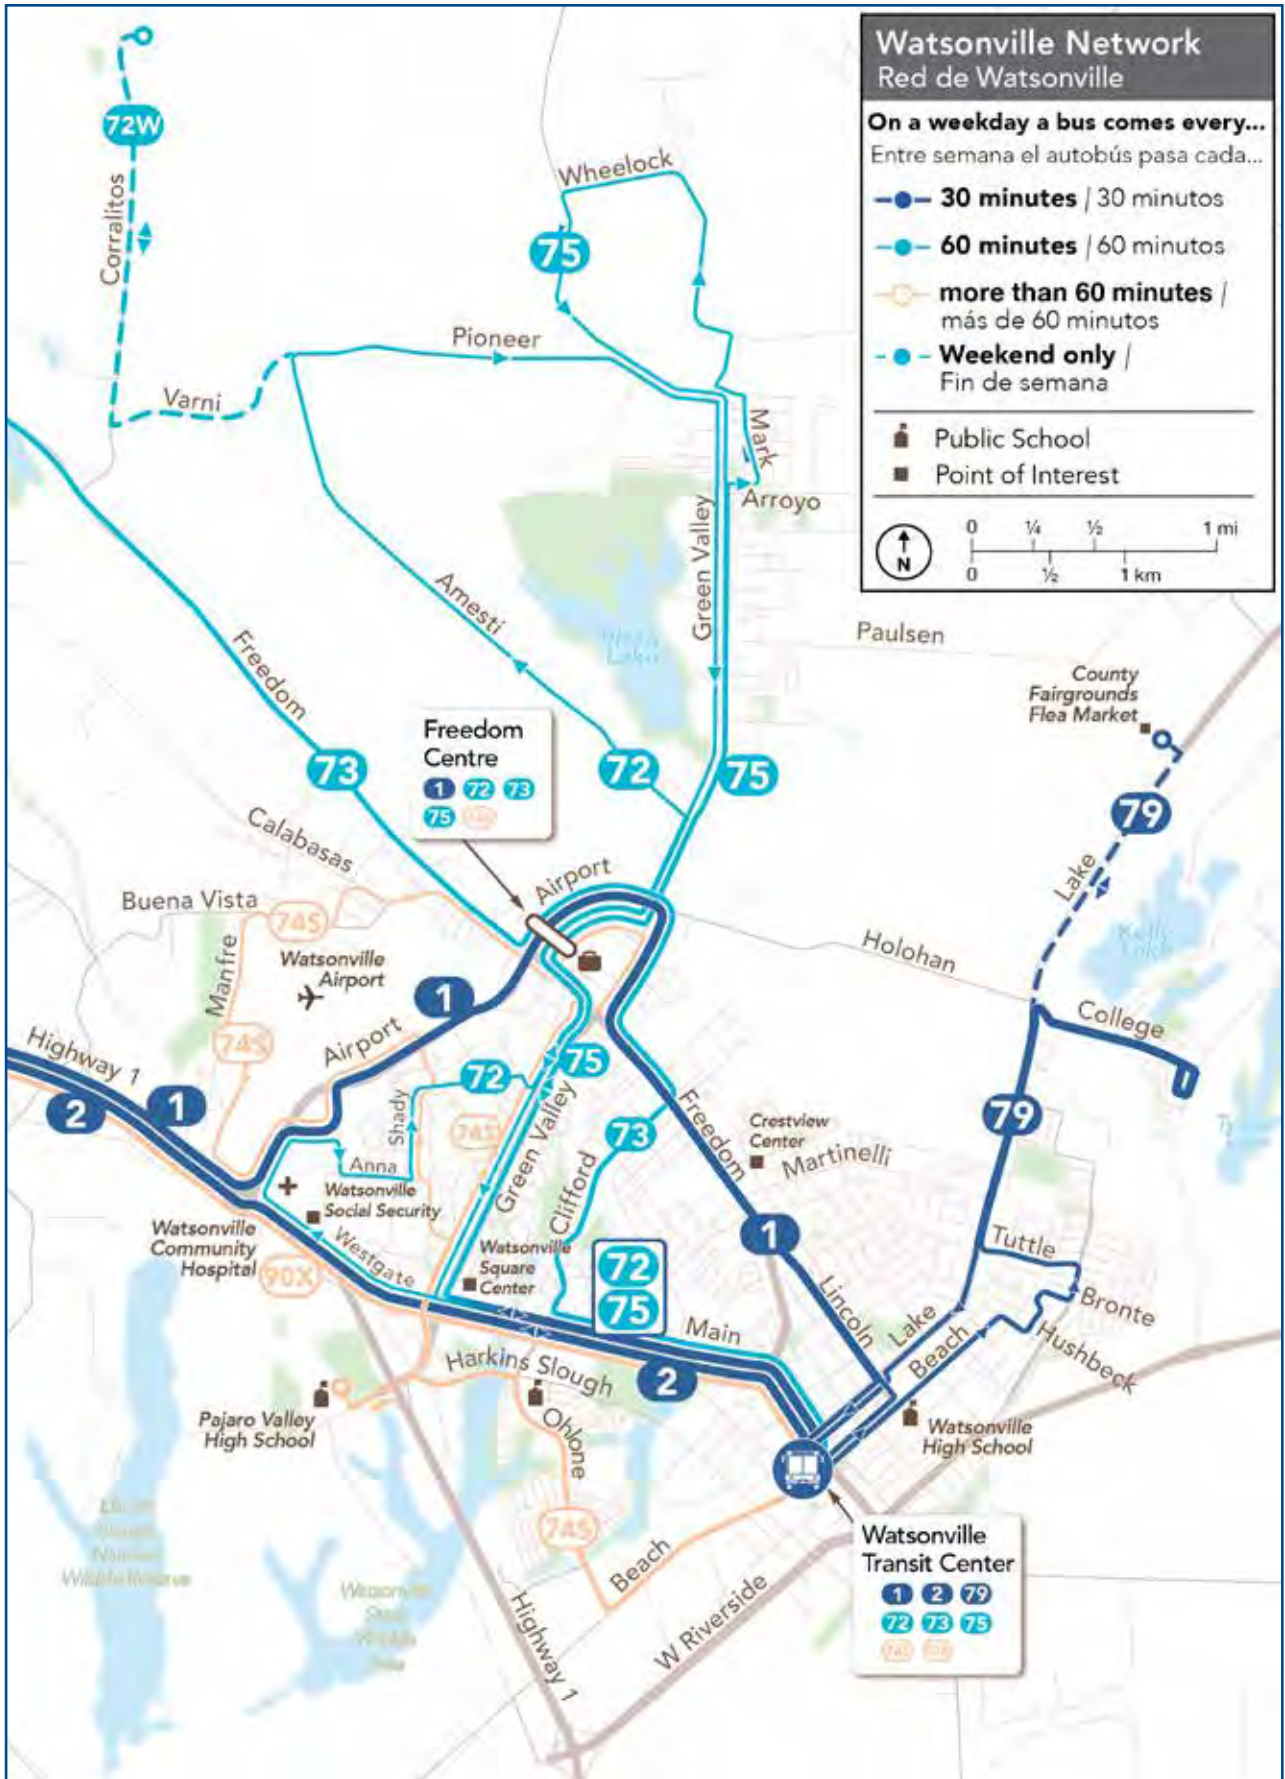 Watsonville Network
Red de Watsonville
On a weekday a bus comes every...
Entre semana el autobús pasa cada...
30 minutes / 30 minutos
60 minutes / 60 minutos
more than 60 minutes /
más de 60 minutos
Weekend only /
Fin de semana
Public School
Point of Interest
0 ¼ ½ 1 mi
N
0 ½ 1 km
72W
Corralitos
Varni
Wheelock
75
Pioneer
Mark
Arroyo
Green Valley
Amesti
Freedom
73
Freedom
Centre
1 72 73
75
72
75
Paulsen
County
Fairgrounds
Flea Market
79
Lake
Calabasas
Buena Vista
74S
Manfre
Watsonville
Airport
74S
Airport
1
Airport
Holohan
College
Highway 1
2
1
72
75
Shady
74S
Anna
Green Valley
Freedom
73
Clifford
Crestview
Center
Martinelli
79
Watsonville
Social Security
Watsonville
Community
Hospital
90X
Westgate
Watsonville
Square
Center
72
75
1
Tuttle
Bronte
Hushbeck
Lincoln
Lake
Beach
Main
2
Harkins Slough
Pajaro Valley
High School
Ohlone
Watsonville
High School
74S
Beach
Watsonville
Transit Center
1 2 79
72 73 75
W Riverside
Highway 1